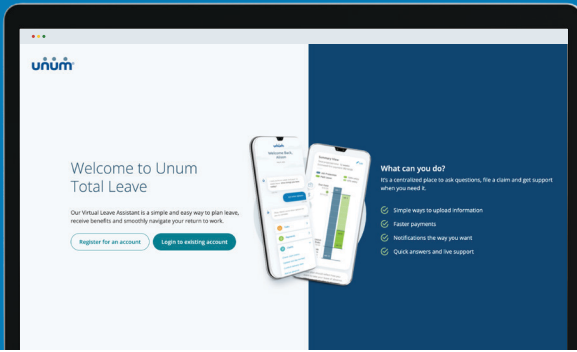 unum
Welcome to Unum
Total Leave
Our Virtual Leave Assistant is a simple and easy way to plan leave,
receive benefits and smoothly navigate your return to work.
Register for an account
Login to existing account
Welcome Back,
What can you do?
It's a centralized place to ask questions, file a claim and get support
when you need it.
Simple ways to upload information
Faster payments
Notifications the way you want
Quick answers and live support